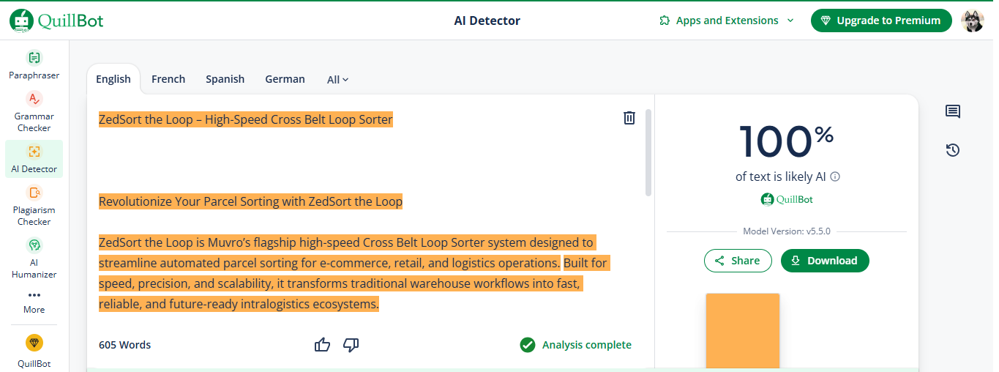 QuillBot
AI Detector
Apps and Extensions
Upgrade to Premium
Paraphraser
Grammar
Checker
AI Detector
Plagiarism
Checker
AI
Humanizer
More
QuillBot
English
French
Spanish
German
All
ZedSort the Loop – High-Speed Cross Belt Loop Sorter
Revolutionize Your Parcel Sorting with ZedSort the Loop
ZedSort the Loop is Muvro’s flagship high-speed Cross Belt Loop Sorter system designed to
streamline automated parcel sorting for e-commerce, retail, and logistics operations. Built for
speed, precision, and scalability, it transforms traditional warehouse workflows into fast,
reliable, and future-ready intralogistics ecosystems.
605 Words
Analysis complete
100%
of text is likely AI
QuillBot
Model Version: v5.5.0
Share
Download